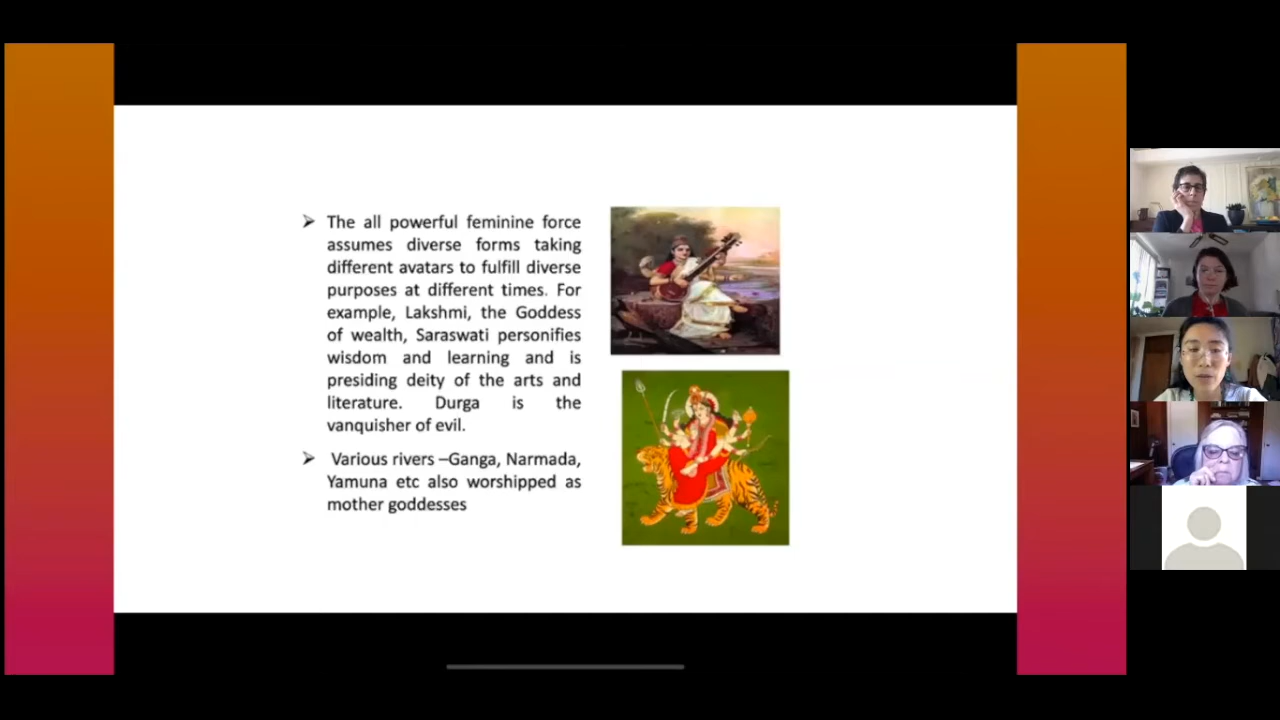 ➢ The all powerful feminine force
assumes diverse forms taking
different avatars to fulfill diverse
purposes at different times. For
example, Lakshmi, the Goddess
of wealth, Saraswati personifies
wisdom and learning and is
presiding deity of the arts and
literature. Durga is the
vanquisher of evil.
➢ Various rivers –Ganga, Narmada,
Yamuna etc also worshipped as
mother goddesses